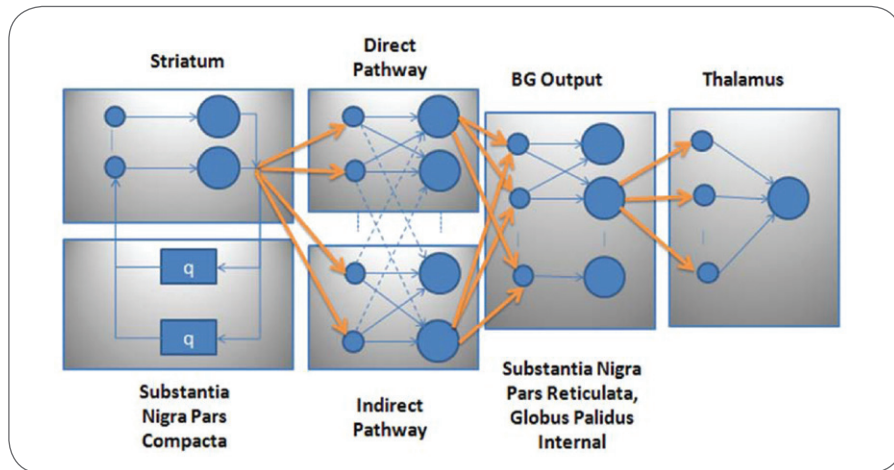 Striatum
Direct
Pathway
BG Output
Thalamus
q
q
Substantia
Nigra Pars
Compacta
Indirect
Pathway
Substantia Nigra
Pars Reticulata,
Globus Palidus
Internal